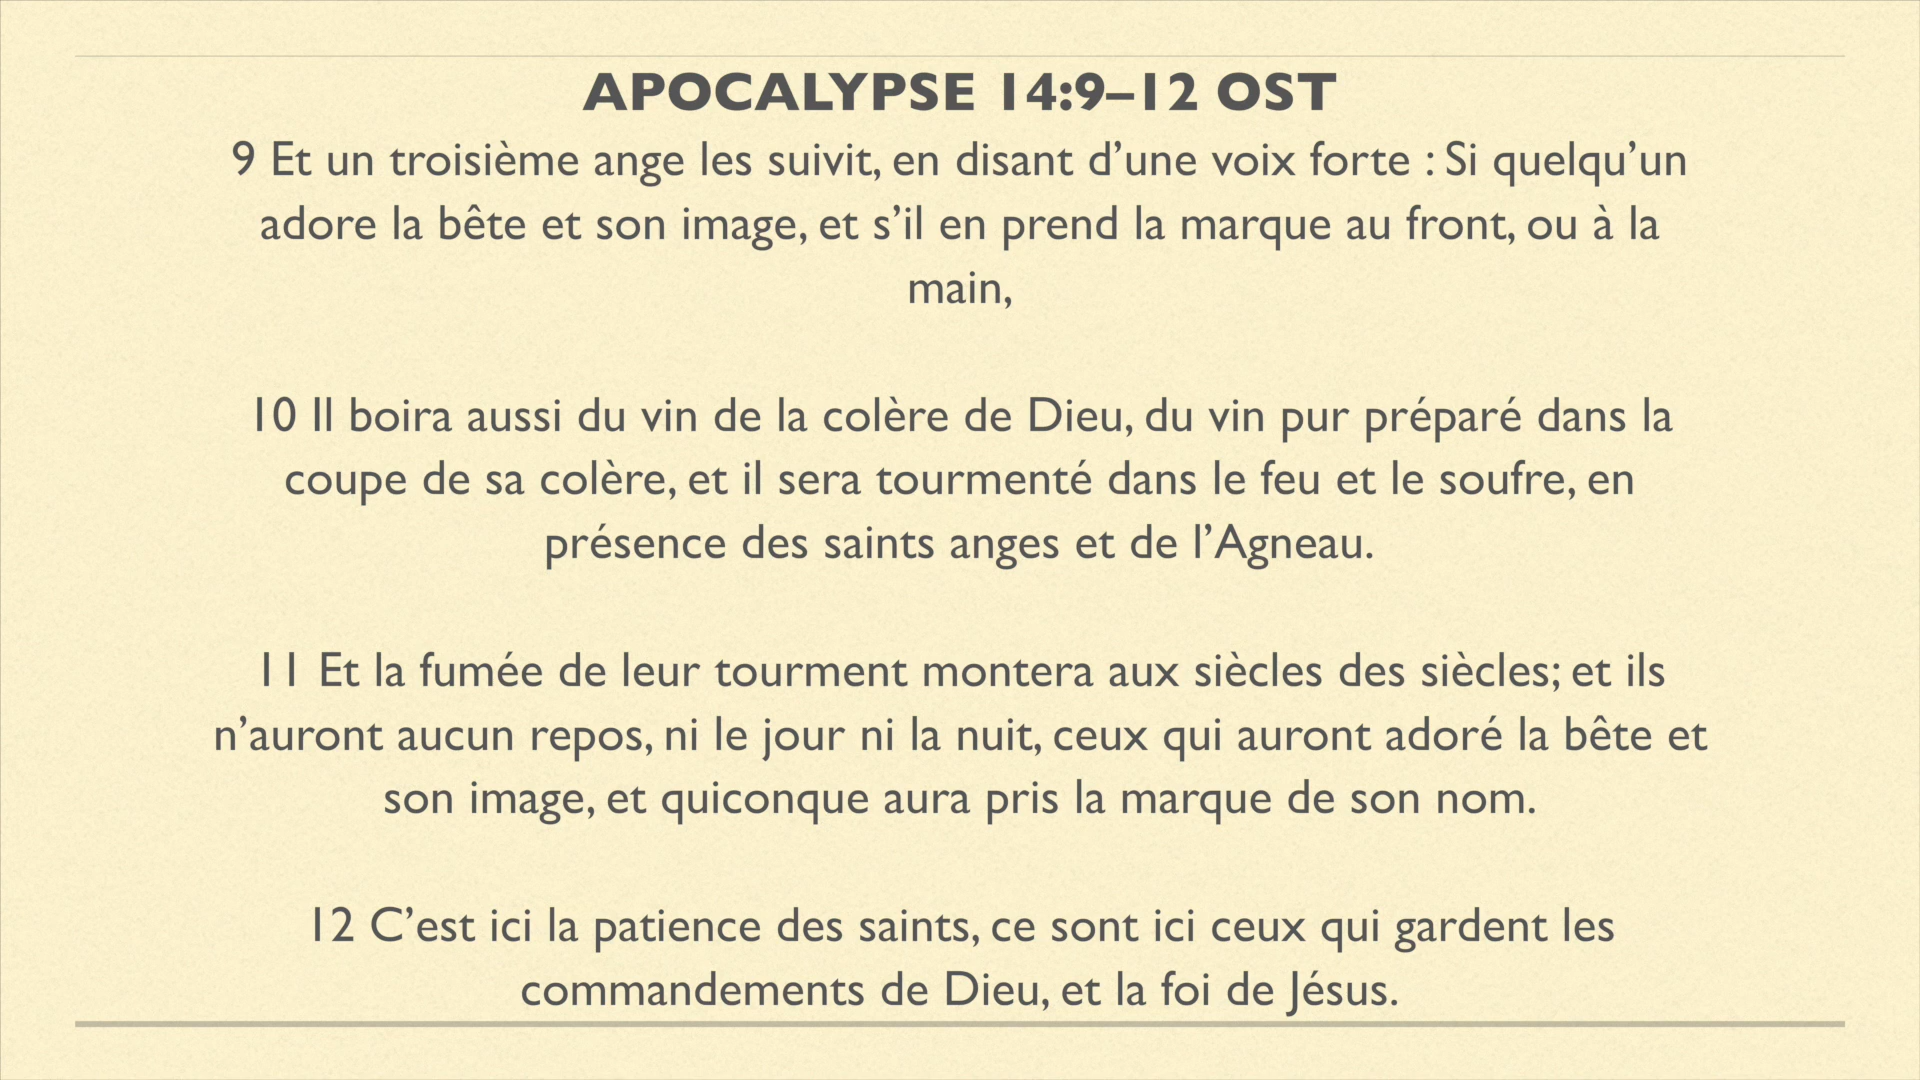 APOCALYPSE 14:9–12 OST
9 Et un troisième ange les suivit, en disant d’une voix forte : Si quelqu’un
adore la bête et son image, et s’il en prend la marque au front, ou à la
main,
10 Il boira aussi du vin de la colère de Dieu, du vin pur préparé dans la
coupe de sa colère, et il sera tourmenté dans le feu et le soufre, en
présence des saints anges et de l’Agneau.
11 Et la fumée de leur tourment montera aux siècles des siècles; et ils
n’auront aucun repos, ni le jour ni la nuit, ceux qui auront adoré la bête et
son image, et quiconque aura pris la marque de son nom.
12 C’est ici la patience des saints, ce sont ici ceux qui gardent les
commandements de Dieu, et la foi de Jésus.